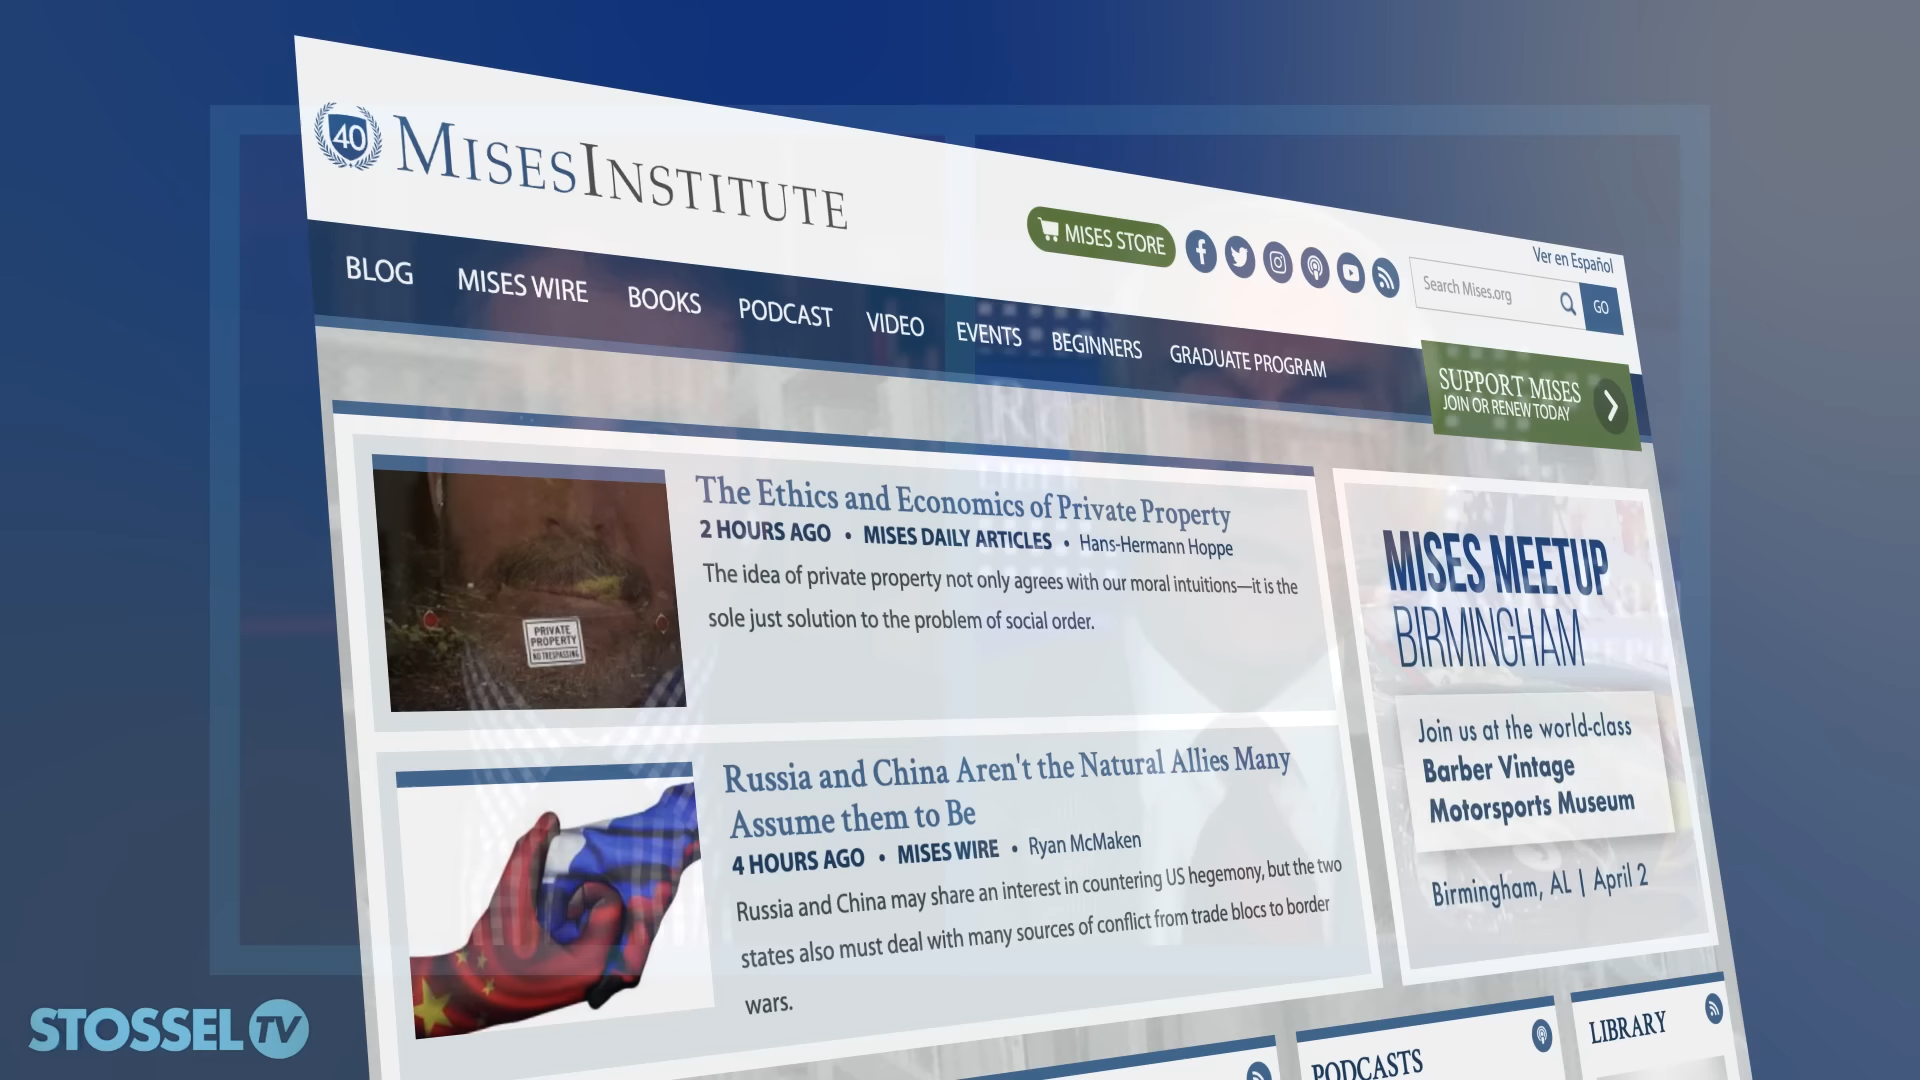 40
MISESINSTITUTE
MISES STORE
Ver en Español
Search Mises.org
GO
BLOG
MISES WIRE
BOOKS
PODCAST
VIDEO
EVENTS
BEGINNERS
GRADUATE PROGRAM
SUPPORT MISES
JOIN OR RENEW TODAY
PRIVATE
PROPERTY
NO TRESPASSING
The Ethics and Economics of Private Property
2 HOURS AGO • MISES DAILY ARTICLES • Hans-Hermann Hoppe
The idea of private property not only agrees with our moral intuitions—it is the
sole just solution to the problem of social order.
Russia and China Aren't the Natural Allies Many
Assume them to Be
4 HOURS AGO • MISES WIRE • Ryan McMaken
Russia and China may share an interest in countering US hegemony, but the two
states also must deal with many sources of conflict from trade blocs to border
wars.
MISES MEETUP
BIRMINGHAM
Join us at the world-class
Barber Vintage
Motorsports Museum
Birmingham, AL | April 2
PODCASTS
LIBRARY
STOSSEL TV